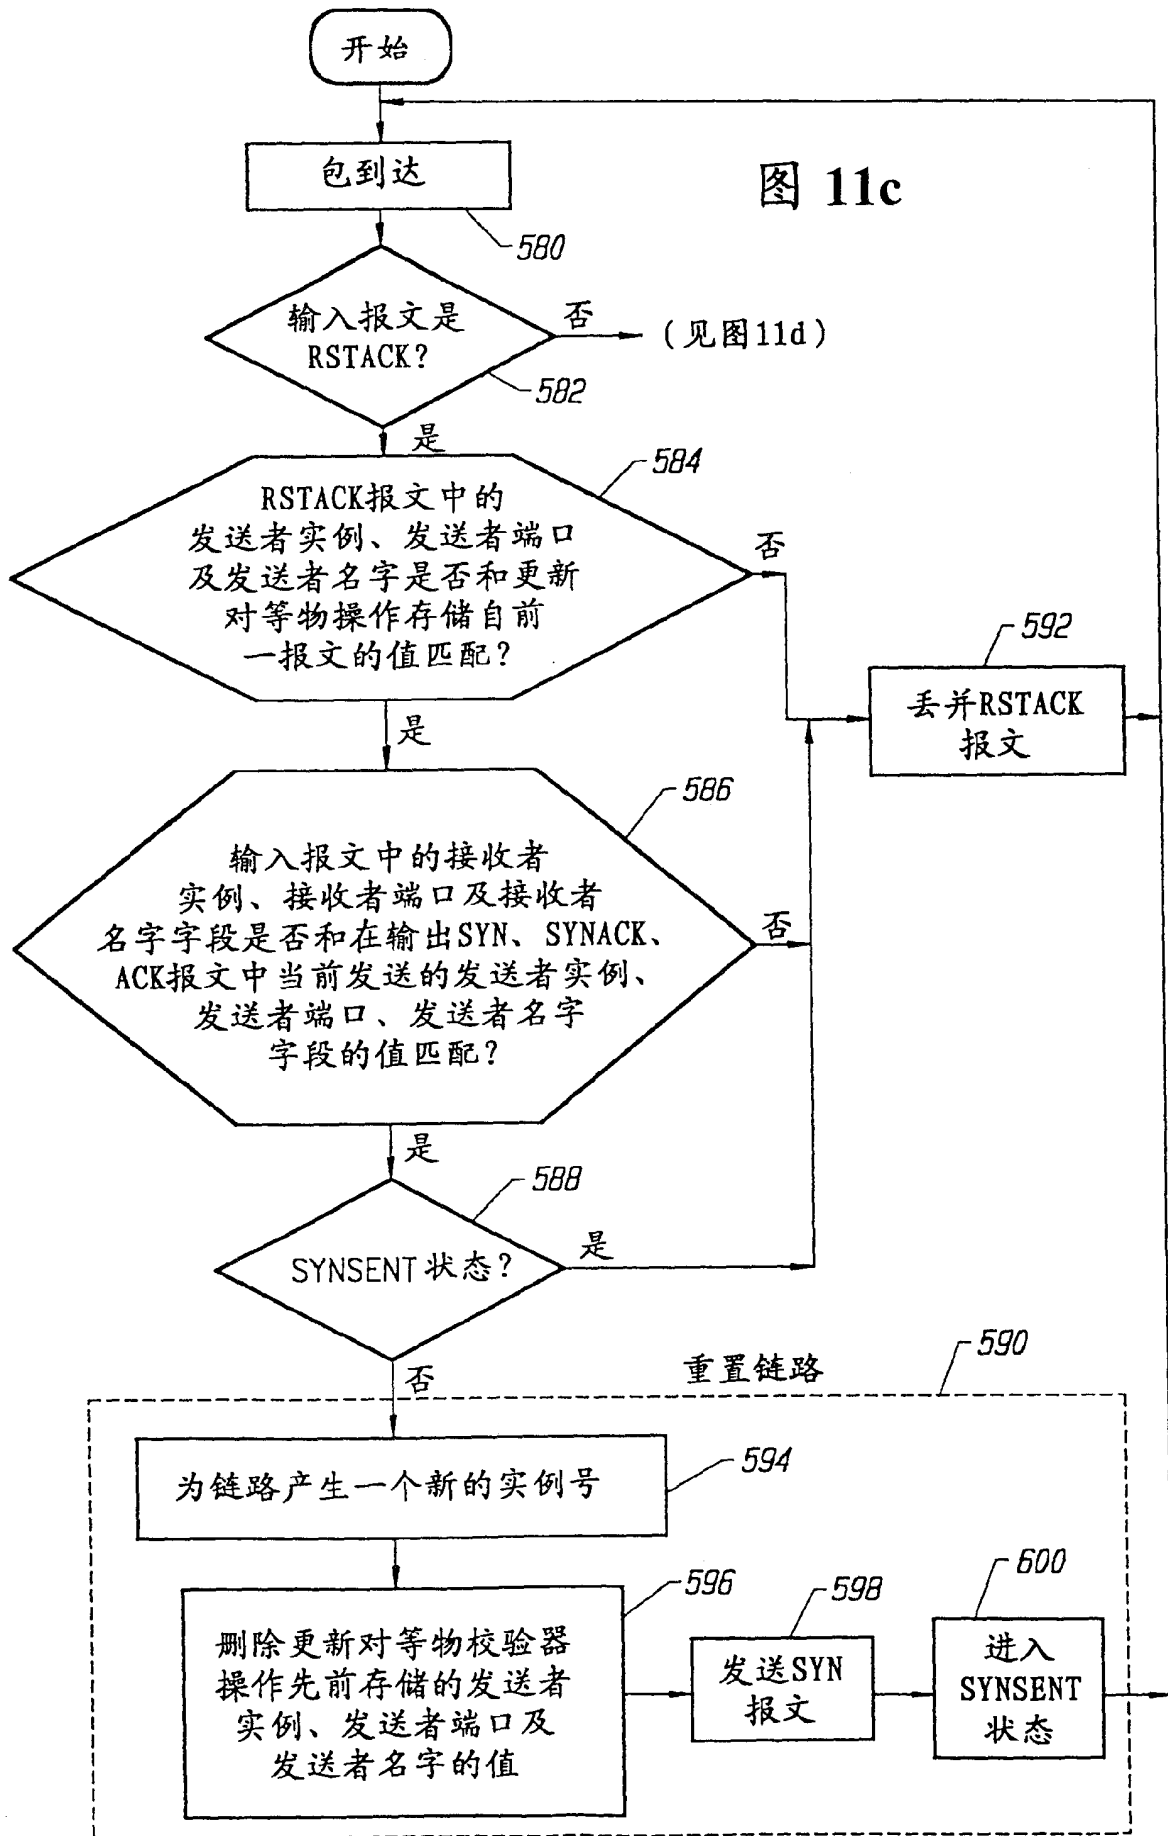 开始
包到达
图 11c
580
输入报文是
RSTACK?
否
(见图11d)
582
是
584
RSTACK报文中的
发送者实例、发送者端口
及发送者名字是否和更新
对等物操作存储自前
一报文的值匹配?
否
592
丢并RSTACK
报文
是
586
输入报文中的接收者
实例、接收者端口及接收者
名字字段是否和在输出SYN、SYNACK、
ACK报文中当前发送的发送者实例、
发送者端口、发送者名字
字段的值匹配?
否
是
588
SYNSENT 状态?
是
否
重置链路
590
为链路产生一个新的实例号
594
删除更新对等物校验器
操作先前存储的发送者
实例、发送者端口及
发送者名字的值
596
发送SYN
报文
598
进入
SYNSENT
状态
600